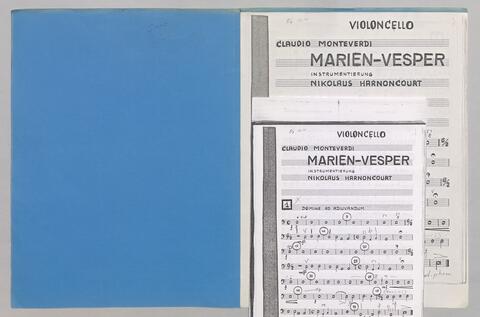 VIOLONCELLO
CLAUDIO MONTEVERDI
MARIEN-VESPER
INSTRUMENTIERUNG
NIKOLAUS HARNONCOURT
VIOLONCELLO
CLAUDIO MONTEVERDI
MARIEN-VESPER
INSTRUMENTIERUNG
NIKOLAUS HARNONCOURT
1
DOMINE AD ADIUVANDUM